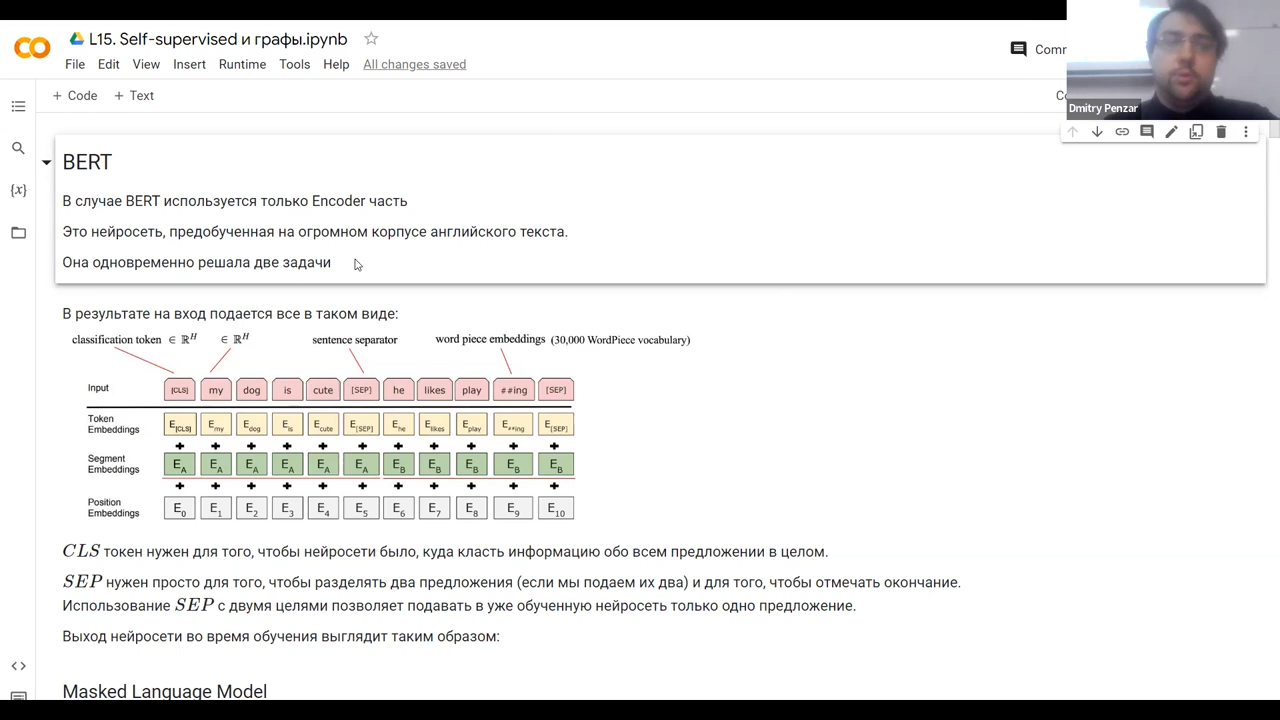 L15. Self-supervised и графы.ipynb
File Edit View Insert Runtime Tools Help All changes saved
Comm
Dmitry Penzar
+ Code + Text
Co
{x}
BERT
В случае BERT используется только Encoder часть
Это нейросеть, предобученная на огромном корпусе английского текста.
Она одновременно решала две задачи
В результате на вход подается все в таком виде:
classification token ∈ ℝ^H ∈ ℝ^H sentence separator word piece embeddings (30,000 WordPiece vocabulary)
Input [CLS] my dog is cute [SEP] he likes play ##ing [SEP]
Token Embeddings E[CLS] Emy Edog Eis Ecute E[SEP] Ehe Elikes Eplay E##ing E[SEP]
+ + + + + + + + + + +
Segment Embeddings EA EA EA EA EA EA EB EB EB EB EB
+ + + + + + + + + + +
Position Embeddings E0 E1 E2 E3 E4 E5 E6 E7 E8 E9 E10
CLS токен нужен для того, чтобы нейросети было, куда класть информацию обо всем предложении в целом.
SEP нужен просто для того, чтобы разделять два предложения (если мы подаем их два) и для того, чтобы отмечать окончание.
Использование SEP с двумя целями позволяет подавать в уже обученную нейросеть только одно предложение.
Выход нейросети во время обучения выглядит таким образом:
Masked Language Model